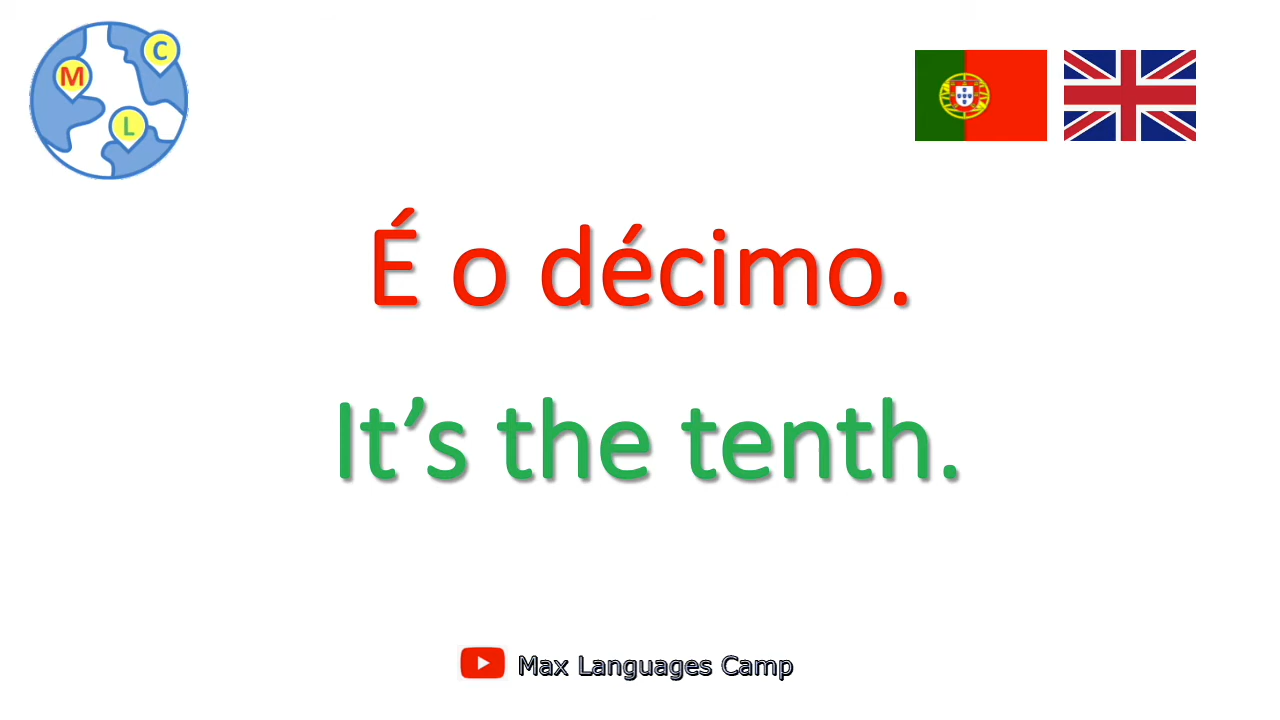 M
C
L
É o décimo.
It’s the tenth.
Max Languages Camp